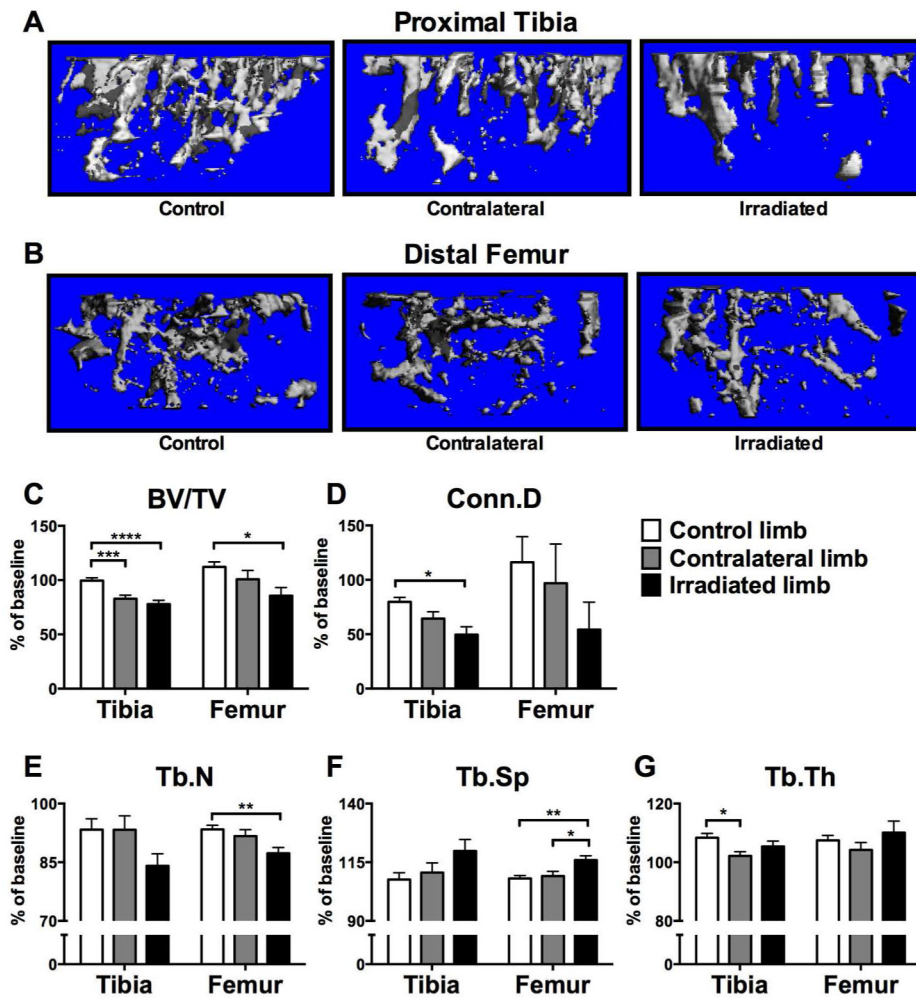 A Proximal Tibia
Control Contralateral Irradiated
B Distal Femur
Control Contralateral Irradiated
C BV/TV
% of baseline
150
100
50
0
**** 
***
*
Tibia Femur
D Conn.D
% of baseline
150
100
50
0
*
Tibia Femur
Control limb
Contralateral limb
Irradiated limb
E Tb.N
% of baseline
100
85
70
0
**
Tibia Femur
F Tb.Sp
% of baseline
140
115
90
0
**
*
Tibia Femur
G Tb.Th
% of baseline
120
100
80
0
*
Tibia Femur